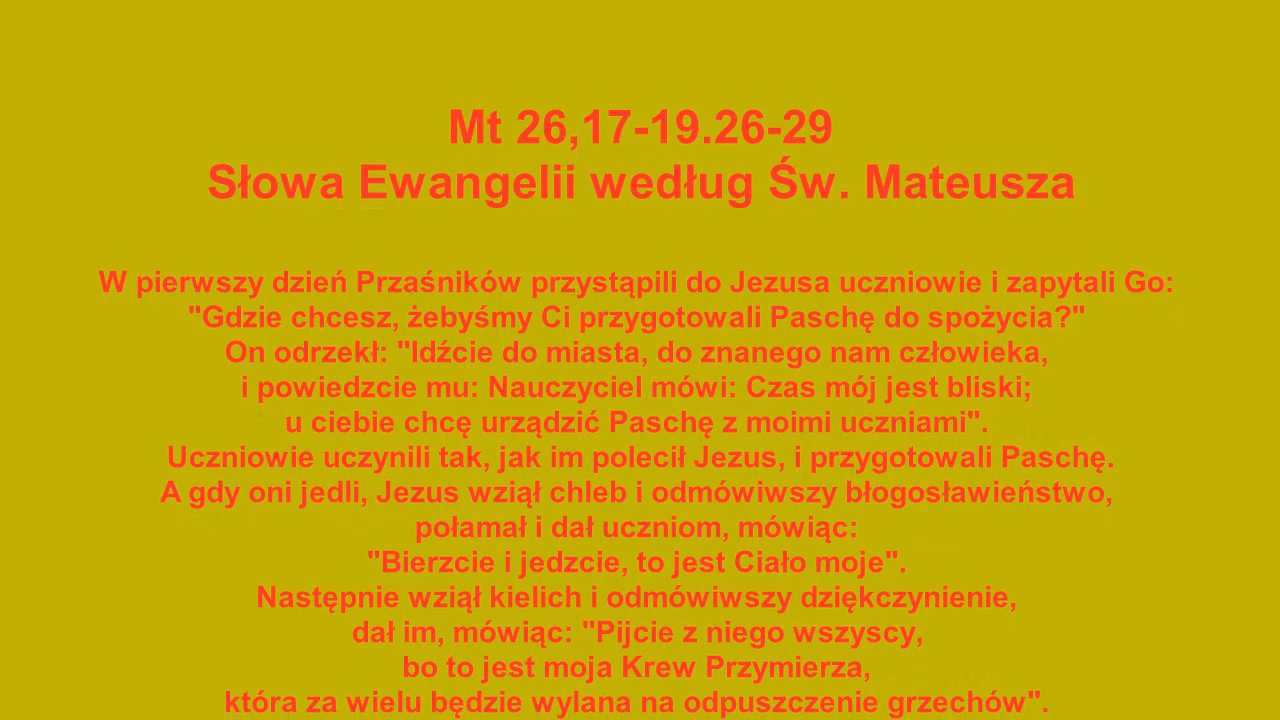 Mt 26,17-19.26-29
Słowa Ewangelii według Św. Mateusza
W pierwszy dzień Przaśników przystąpili do Jezusa uczniowie i zapytali Go:
"Gdzie chcesz, żebyśmy Ci przygotowali Paschę do spożycia?"
On odrzekł: "Idźcie do miasta, do znanego nam człowieka,
i powiedzcie mu: Nauczyciel mówi: Czas mój jest bliski;
u ciebie chcę urządzić Paschę z moimi uczniami".
Uczniowie uczynili tak, jak im polecił Jezus, i przygotowali Paschę.
A gdy oni jedli, Jezus wziął chleb i odmówiwszy błogosławieństwo,
połamał i dał uczniom, mówiąc:
"Bierzcie i jedzcie, to jest Ciało moje".
Następnie wziął kielich i odmówiwszy dziękczynienie,
dał im, mówiąc: "Pijcie z niego wszyscy,
bo to jest moja Krew Przymierza,
która za wielu będzie wylana na odpuszczenie grzechów".